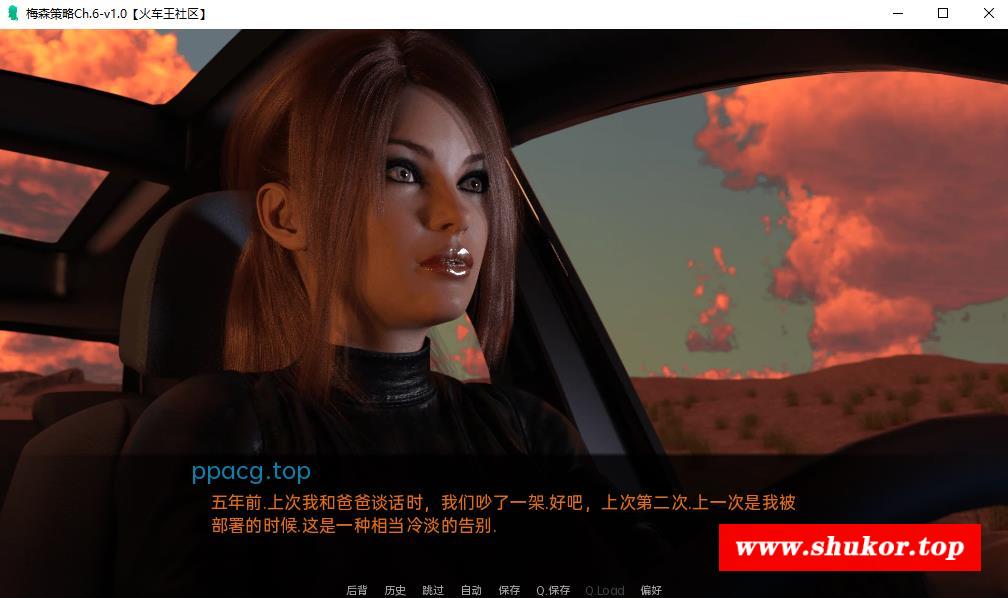 梅森策略Ch.6-v1.0【火车王社区】
ppacg.top
五年前.上次我和爸爸谈话时，我们吵了一架.好吧，上次第二次.上一次是我被
部署的时候.这是一种相当冷淡的告别.
www.shukor.top
后背 历史 跳过 自动 保存 Q.保存 Q.Load 偏好